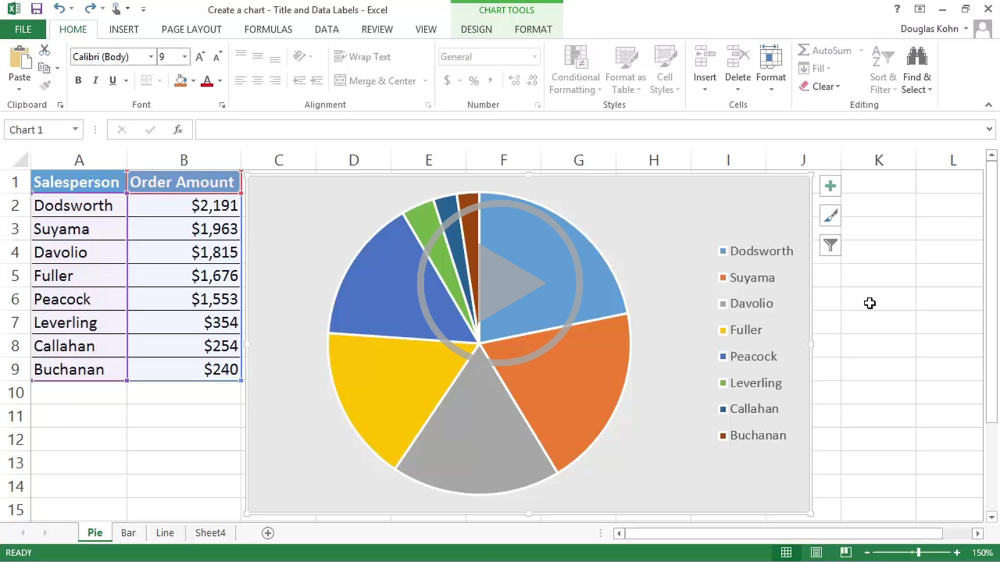 Create a chart - Title and Data Labels - Excel
CHART TOOLS
?
FILE HOME INSERT PAGE LAYOUT FORMULAS DATA REVIEW VIEW DESIGN FORMAT
Douglas Kohn
Paste
Calibri (Body) 9
B I U
Wrap Text
Merge & Center
General
$ % ,
Conditional Formatting
Format as Table
Cell Styles
Insert
Delete
Format
AutoSum
Fill
Clear
Sort & Filter
Find & Select
Clipboard Font Alignment Number Styles Cells Editing
Chart 1
fx
A B C D E F G H I J K L
1 Salesperson Order Amount
2 Dodsworth $2,191
3 Suyama $1,963
4 Davolio $1,815
5 Fuller $1,676
6 Peacock $1,553
7 Leverling $354
8 Callahan $254
9 Buchanan $240
10
11
12
13
14
15
Dodsworth
Suyama
Davolio
Fuller
Peacock
Leverling
Callahan
Buchanan
Pie Bar Line Sheet4
READY
150%